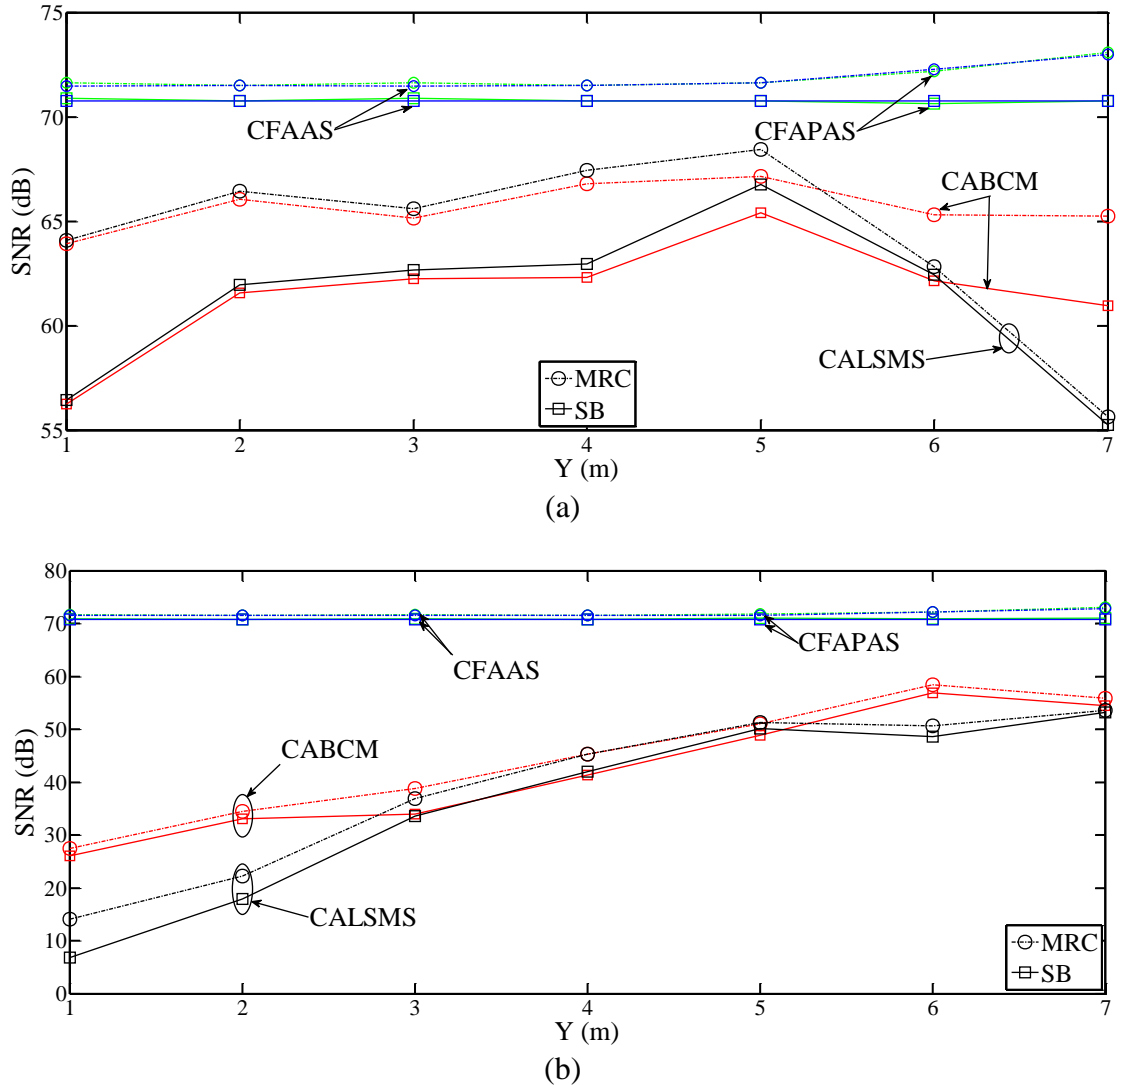 75
70
65
60
55
SNR (dB)
CFAAS
CFAPAS
CABCM
CALSMS
MRC
SB
1 2 3 4 5 6 7
Y (m)
(a)
80
70
60
50
40
30
20
10
0
SNR (dB)
CFAAS
CFAPAS
CABCM
CALSMS
MRC
SB
1 2 3 4 5 6 7
Y (m)
(b)